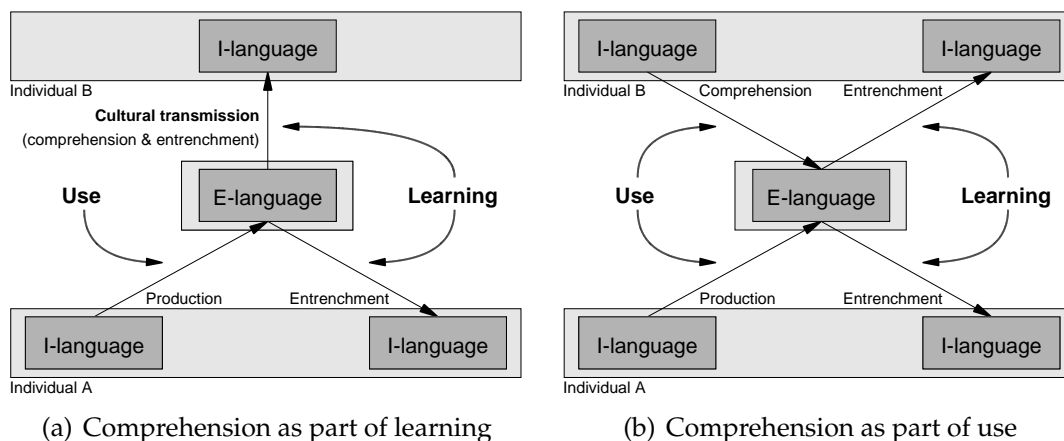 I-language
Individual B
Cultural transmission
(comprehension & entrenchment)
Use
E-language
Learning
Production
Entrenchment
I-language
I-language
Individual A
(a) Comprehension as part of learning
I-language
I-language
Individual B
Comprehension
Entrenchment
Use
E-language
Learning
Production
Entrenchment
I-language
I-language
Individual A
(b) Comprehension as part of use